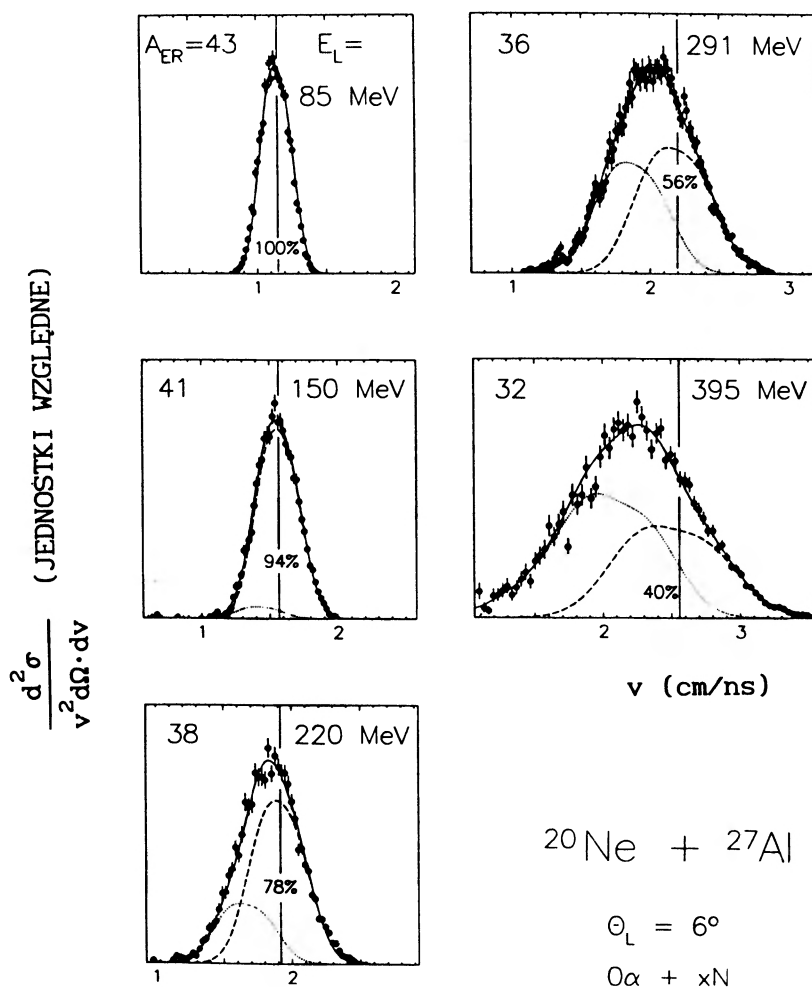 A_ER=43 E_L=
85 MeV
100%
1 2
36 291 MeV
56%
1 2 3
41 150 MeV
94%
1 2
32 395 MeV
40%
2 3
v (cm/ns)
38 220 MeV
78%
1 2
d²σ
v²dΩ·dv
(JEDNOŚTKI WZGLĘDNE)
²⁰Ne + ²⁷Al
Θ_L = 6°
0α + xN